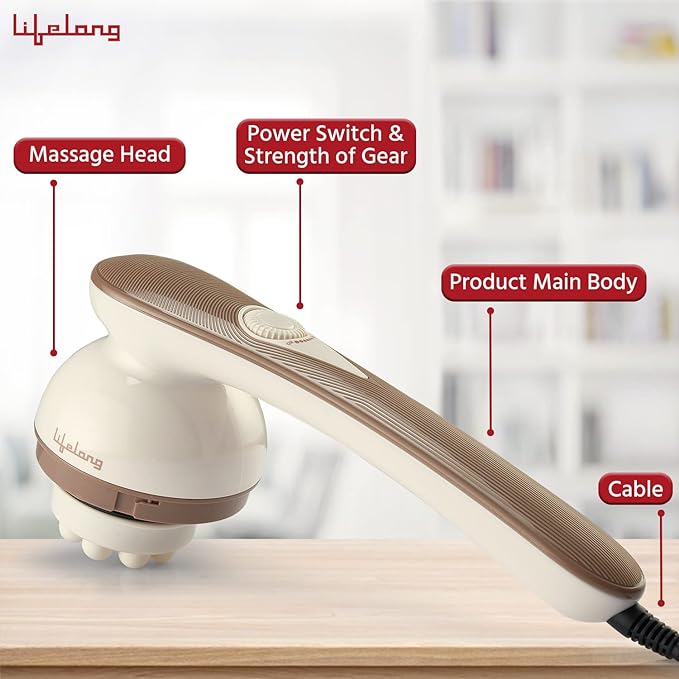 Lifelong
Power Switch &
Strength of Gear
Massage Head
Product Main Body
Lifelong
Cable